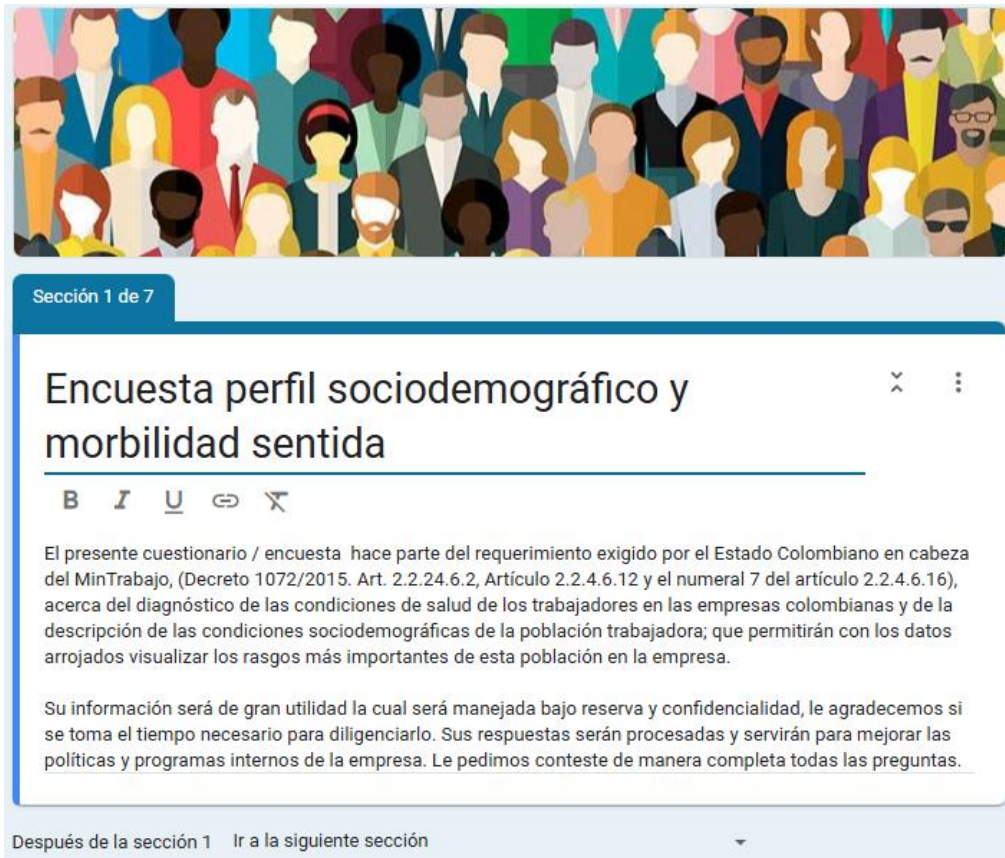 Sección 1 de 7
Encuesta perfil sociodemográfico y
morbilidad sentida
B I U
El presente cuestionario / encuesta hace parte del requerimiento exigido por el Estado Colombiano en cabeza
del MinTrabajo, (Decreto 1072/2015. Art. 2.2.24.6.2, Artículo 2.2.4.6.12 y el numeral 7 del artículo 2.2.4.6.16),
acerca del diagnóstico de las condiciones de salud de los trabajadores en las empresas colombianas y de la
descripción de las condiciones sociodemográficas de la población trabajadora; que permitirán con los datos
arrojados visualizar los rasgos más importantes de esta población en la empresa.
Su información será de gran utilidad la cual será manejada bajo reserva y confidencialidad, le agradecemos si
se toma el tiempo necesario para diligenciarlo. Sus respuestas serán procesadas y servirán para mejorar las
políticas y programas internos de la empresa. Le pedimos conteste de manera completa todas las preguntas.
Después de la sección 1 Ir a la siguiente sección